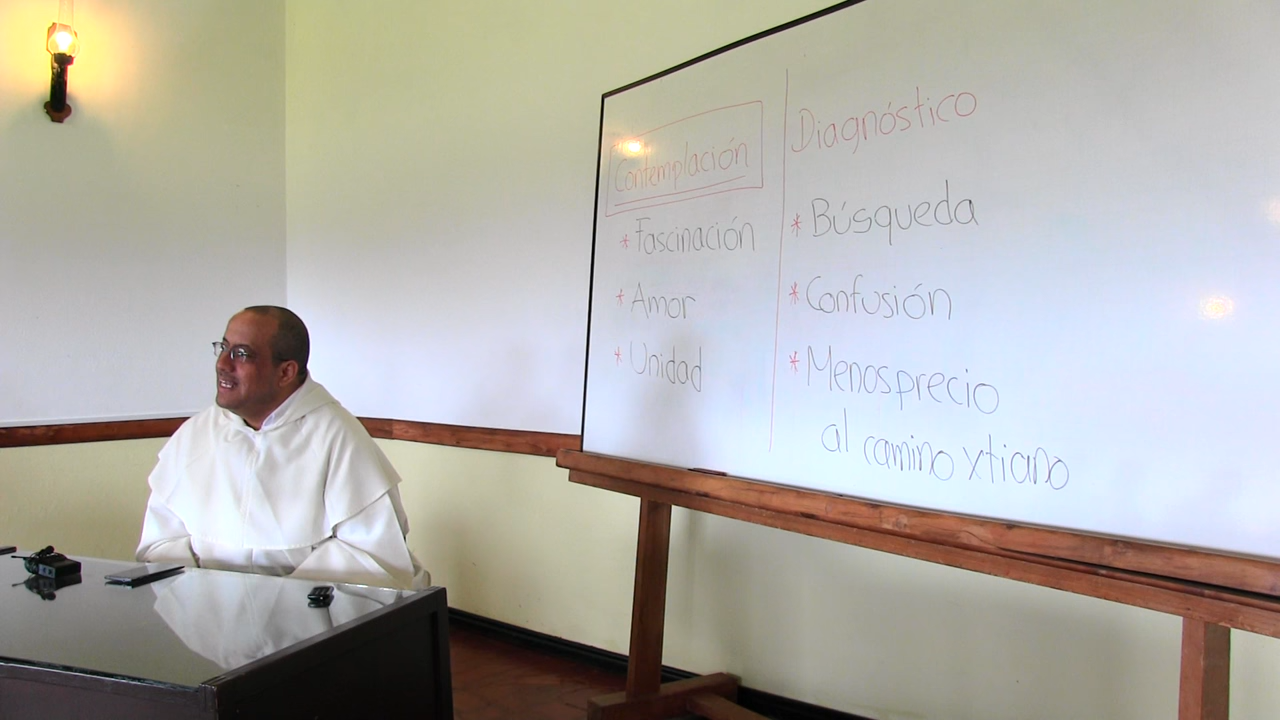 Contemplación
* Fascinación
* Amor
* Unidad
Diagnóstico
* Búsqueda
* Confusión
* Menosprecio
al camino xtiano